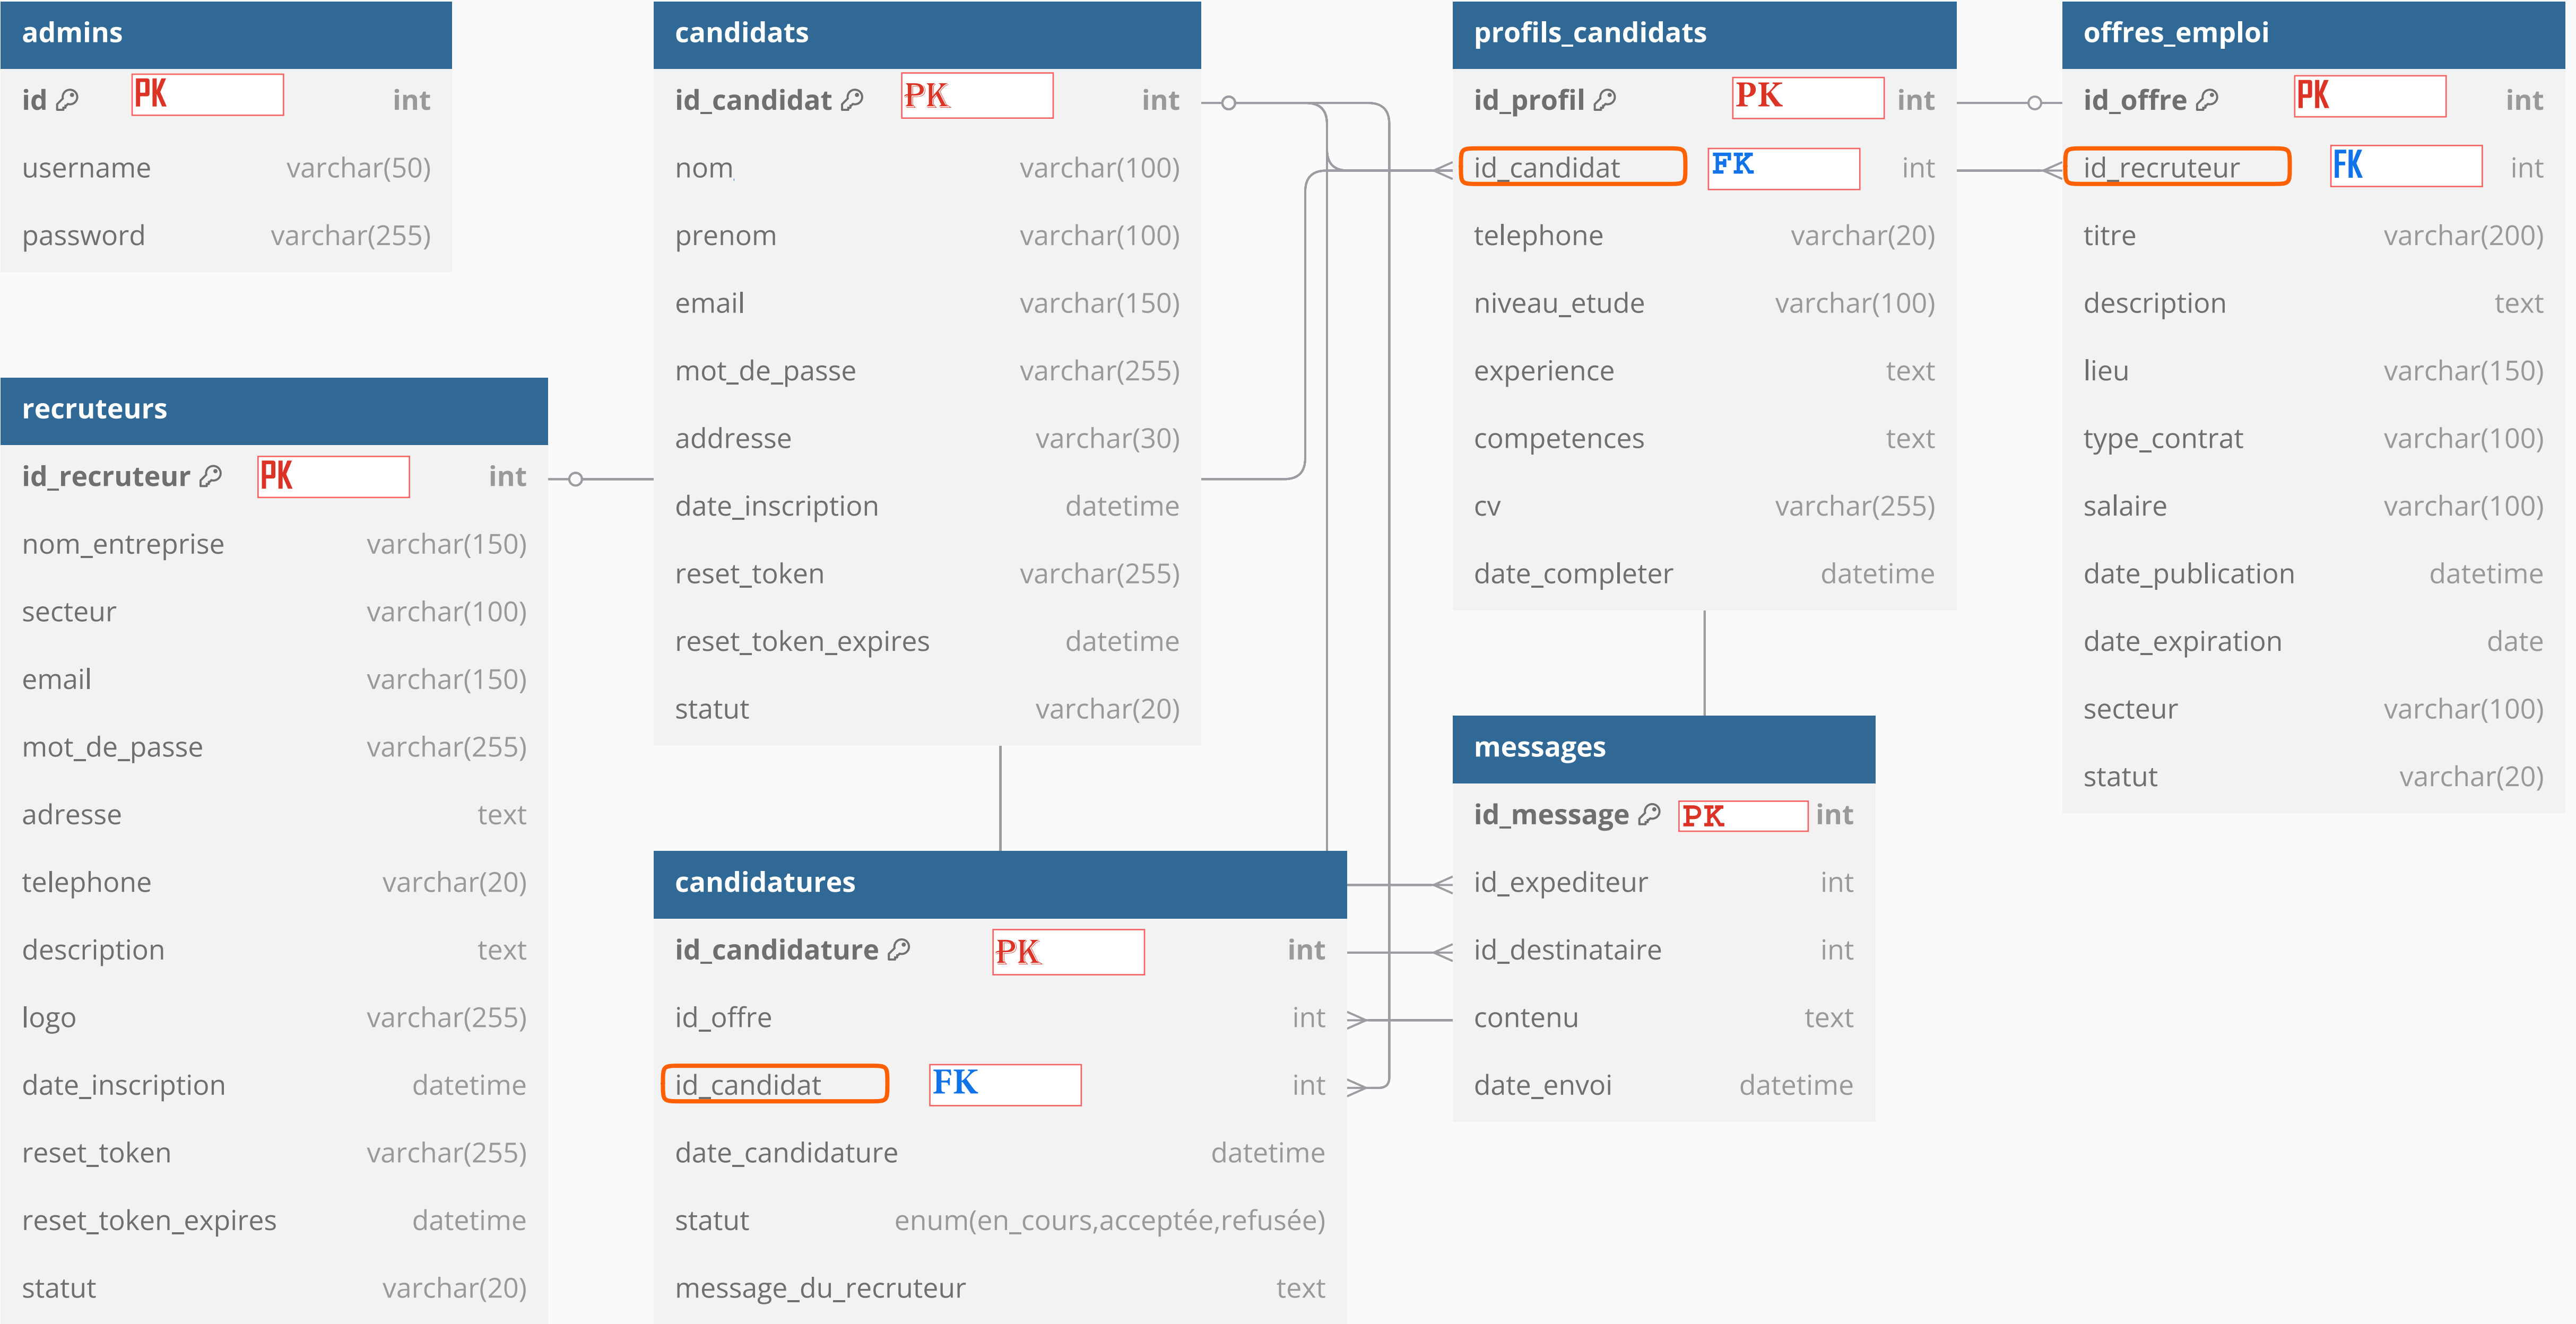 admins
id PK int
username varchar(50)
password varchar(255)
recruteurs
id_recruteur PK int
nom_entreprise varchar(150)
secteur varchar(100)
email varchar(150)
mot_de_passe varchar(255)
adresse text
telephone varchar(20)
description text
logo varchar(255)
date_inscription datetime
reset_token varchar(255)
reset_token_expires datetime
statut varchar(20)
candidats
id_candidat PK int
nom varchar(100)
prenom varchar(100)
email varchar(150)
mot_de_passe varchar(255)
addresse varchar(30)
date_inscription datetime
reset_token varchar(255)
reset_token_expires datetime
statut varchar(20)
candidatures
id_candidature PK int
id_offre int
id_candidat FK int
date_candidature datetime
statut enum(en_cours,acceptée,refusée)
message_du_recruteur text
profils_candidats
id_profil PK int
id_candidat FK int
telephone varchar(20)
niveau_etude varchar(100)
experience text
competences text
cv varchar(255)
date_completer datetime
messages
id_message PK int
id_expediteur int
id_destinataire int
contenu text
date_envoi datetime
offres_emploi
id_offre PK int
id_recruteur FK int
titre varchar(200)
description text
lieu varchar(150)
type_contrat varchar(100)
salaire varchar(100)
date_publication datetime
date_expiration date
secteur varchar(100)
statut varchar(20)